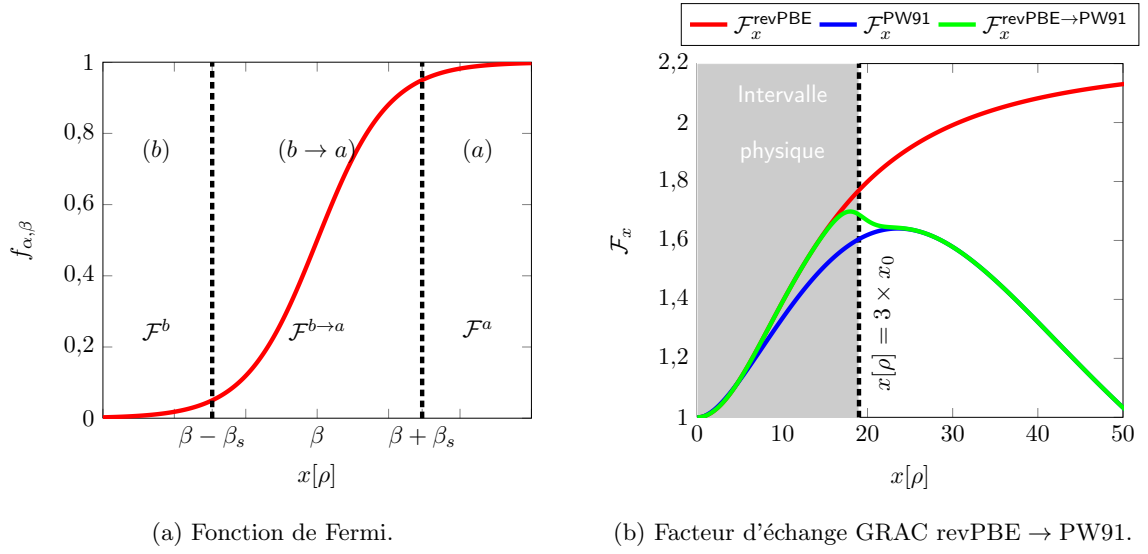 f_{α,β}
1
0,8
0,6
0,4
0,2
0
(b)
(b → a)
(a)
ℱ^b
ℱ^{b→a}
ℱ^a
β − β_s
β
β + β_s
x[ρ]
(a) Fonction de Fermi.
ℱ_x^{revPBE} ℱ_x^{PW91} ℱ_x^{revPBE→PW91}
ℱ_x
2,2
2
1,8
1,6
1,4
1,2
1
Intervalle
physique
x[ρ] = 3 × x_0
0 10 20 30 40 50
x[ρ]
(b) Facteur d'échange GRAC revPBE → PW91.